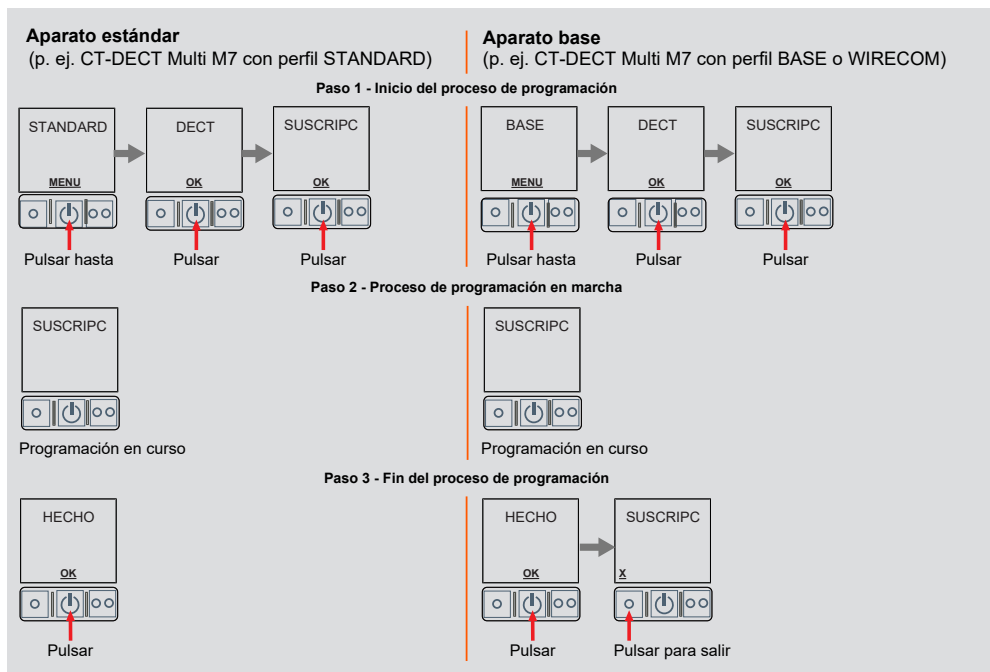 Aparato estándar
(p. ej. CT-DECT Multi M7 con perfil STANDARD)
Aparato base
(p. ej. CT-DECT Multi M7 con perfil BASE o WIRECOM)
Paso 1 - Inicio del proceso de programación
STANDARD
MENU
Pulsar hasta
DECT
OK
Pulsar
SUSCRIPC
OK
Pulsar
BASE
MENU
Pulsar hasta
DECT
OK
Pulsar
SUSCRIPC
OK
Pulsar
Paso 2 - Proceso de programación en marcha
SUSCRIPC
Programación en curso
SUSCRIPC
Programación en curso
Paso 3 - Fin del proceso de programación
HECHO
OK
Pulsar
HECHO
OK
Pulsar
SUSCRIPC
X
Pulsar para salir